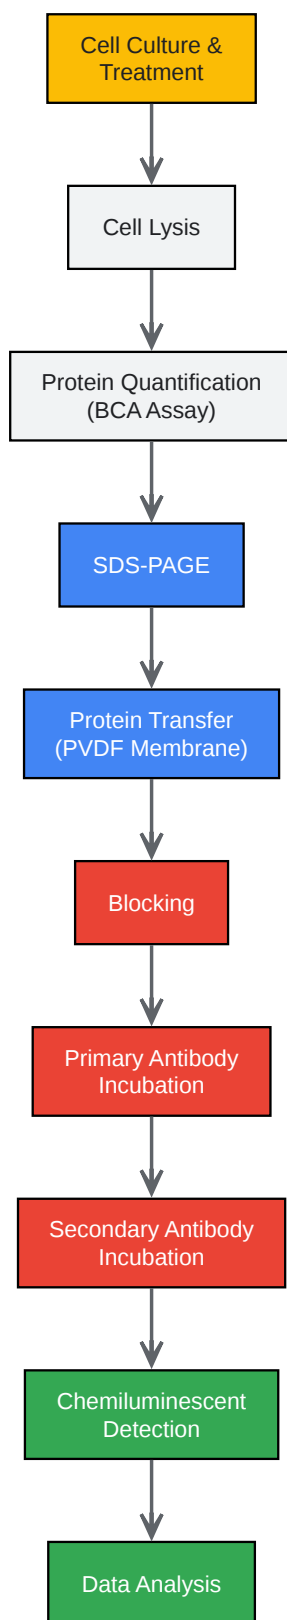 Cell Culture &
Treatment
Cell Lysis
Protein Quantification
(BCA Assay)
SDS-PAGE
Protein Transfer
(PVDF Membrane)
Blocking
Primary Antibody
Incubation
Secondary Antibody
Incubation
Chemiluminescent
Detection
Data Analysis